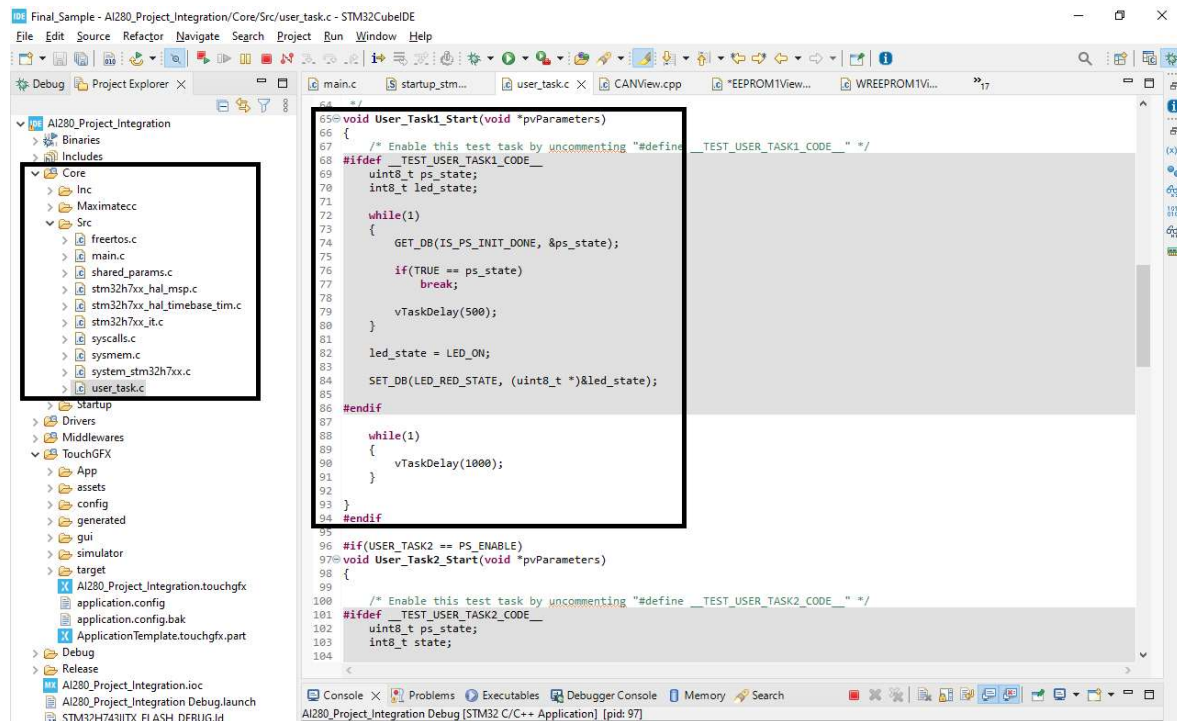 Final_Sample - AI280_Project_Integration/Core/Src/user_task.c - STM32CubeIDE
File Edit Source Refactor Navigate Search Project Run Window Help
Debug Project Explorer
main.c startup_stm... user_task.c CANView.cpp *EEPROM1View... WREEPROM1Vi... 17
AI280_Project_Integration
Binaries
Includes
Core
Inc
Maximatecc
Src
freertos.c
main.c
shared_params.c
stm32h7xx_hal_msp.c
stm32h7xx_hal_timebase_tim.c
stm32h7xx_it.c
syscalls.c
sysmem.c
system_stm32h7xx.c
user_task.c
Startup
Drivers
Middlewares
TouchGFX
App
assets
config
generated
gui
simulator
target
AI280_Project_Integration.touchgfx
application.config
application.config.bak
ApplicationTemplate.touchgfx.part
Debug
Release
AI280_Project_Integration.ioc
AI280_Project_Integration Debug.launch
STM32H743IITX_FLASH_DEBUG.ld
64 */
65 void User_Task1_Start(void *pvParameters)
66 {
67 /* Enable this test task by uncommenting "#define __TEST_USER_TASK1_CODE__" */
68 #ifdef __TEST_USER_TASK1_CODE__
69 uint8_t ps_state;
70 int8_t led_state;
71
72 while(1)
73 {
74 GET_DB(IS_PS_INIT_DONE, &ps_state);
75
76 if(TRUE == ps_state)
77 break;
78
79 vTaskDelay(500);
80 }
81
82 led_state = LED_ON;
83
84 SET_DB(LED_RED_STATE, (uint8_t *)&led_state);
85
86 #endif
87
88 while(1)
89 {
90 vTaskDelay(1000);
91 }
92
93 }
94 #endif
95
96 #if(USER_TASK2 == PS_ENABLE)
97 void User_Task2_Start(void *pvParameters)
98 {
99
100 /* Enable this test task by uncommenting "#define __TEST_USER_TASK2_CODE__" */
101 #ifdef __TEST_USER_TASK2_CODE__
102 uint8_t ps_state;
103 int8_t state;
104
Console Problems Executables Debugger Console Memory Search
AI280_Project_Integration Debug [STM32 C/C++ Application] [pid: 97]